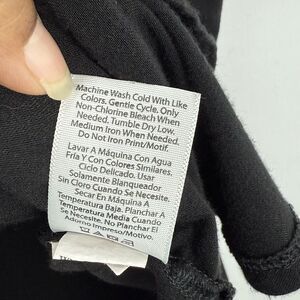 Machine Wash Cold With Like
Colors. Gentle Cycle. Only
Non-Chlorine Bleach When
Needed. Tumble Dry Low.
Medium Iron When Needed.
Do Not Iron Print/Motif.
Lavar A Máquina Con Agua
Fría Y Con Colores Similares.
Ciclo Delicado. Usar
Solamente Blanqueador
Sin Cloro Cuando Se Necesite.
Secar En Máquina A
Temperatura Baja. Planchar A
Temperatura Media Cuando
Se Necesite. No Planchar El
Adorno Impreso/Motivo.